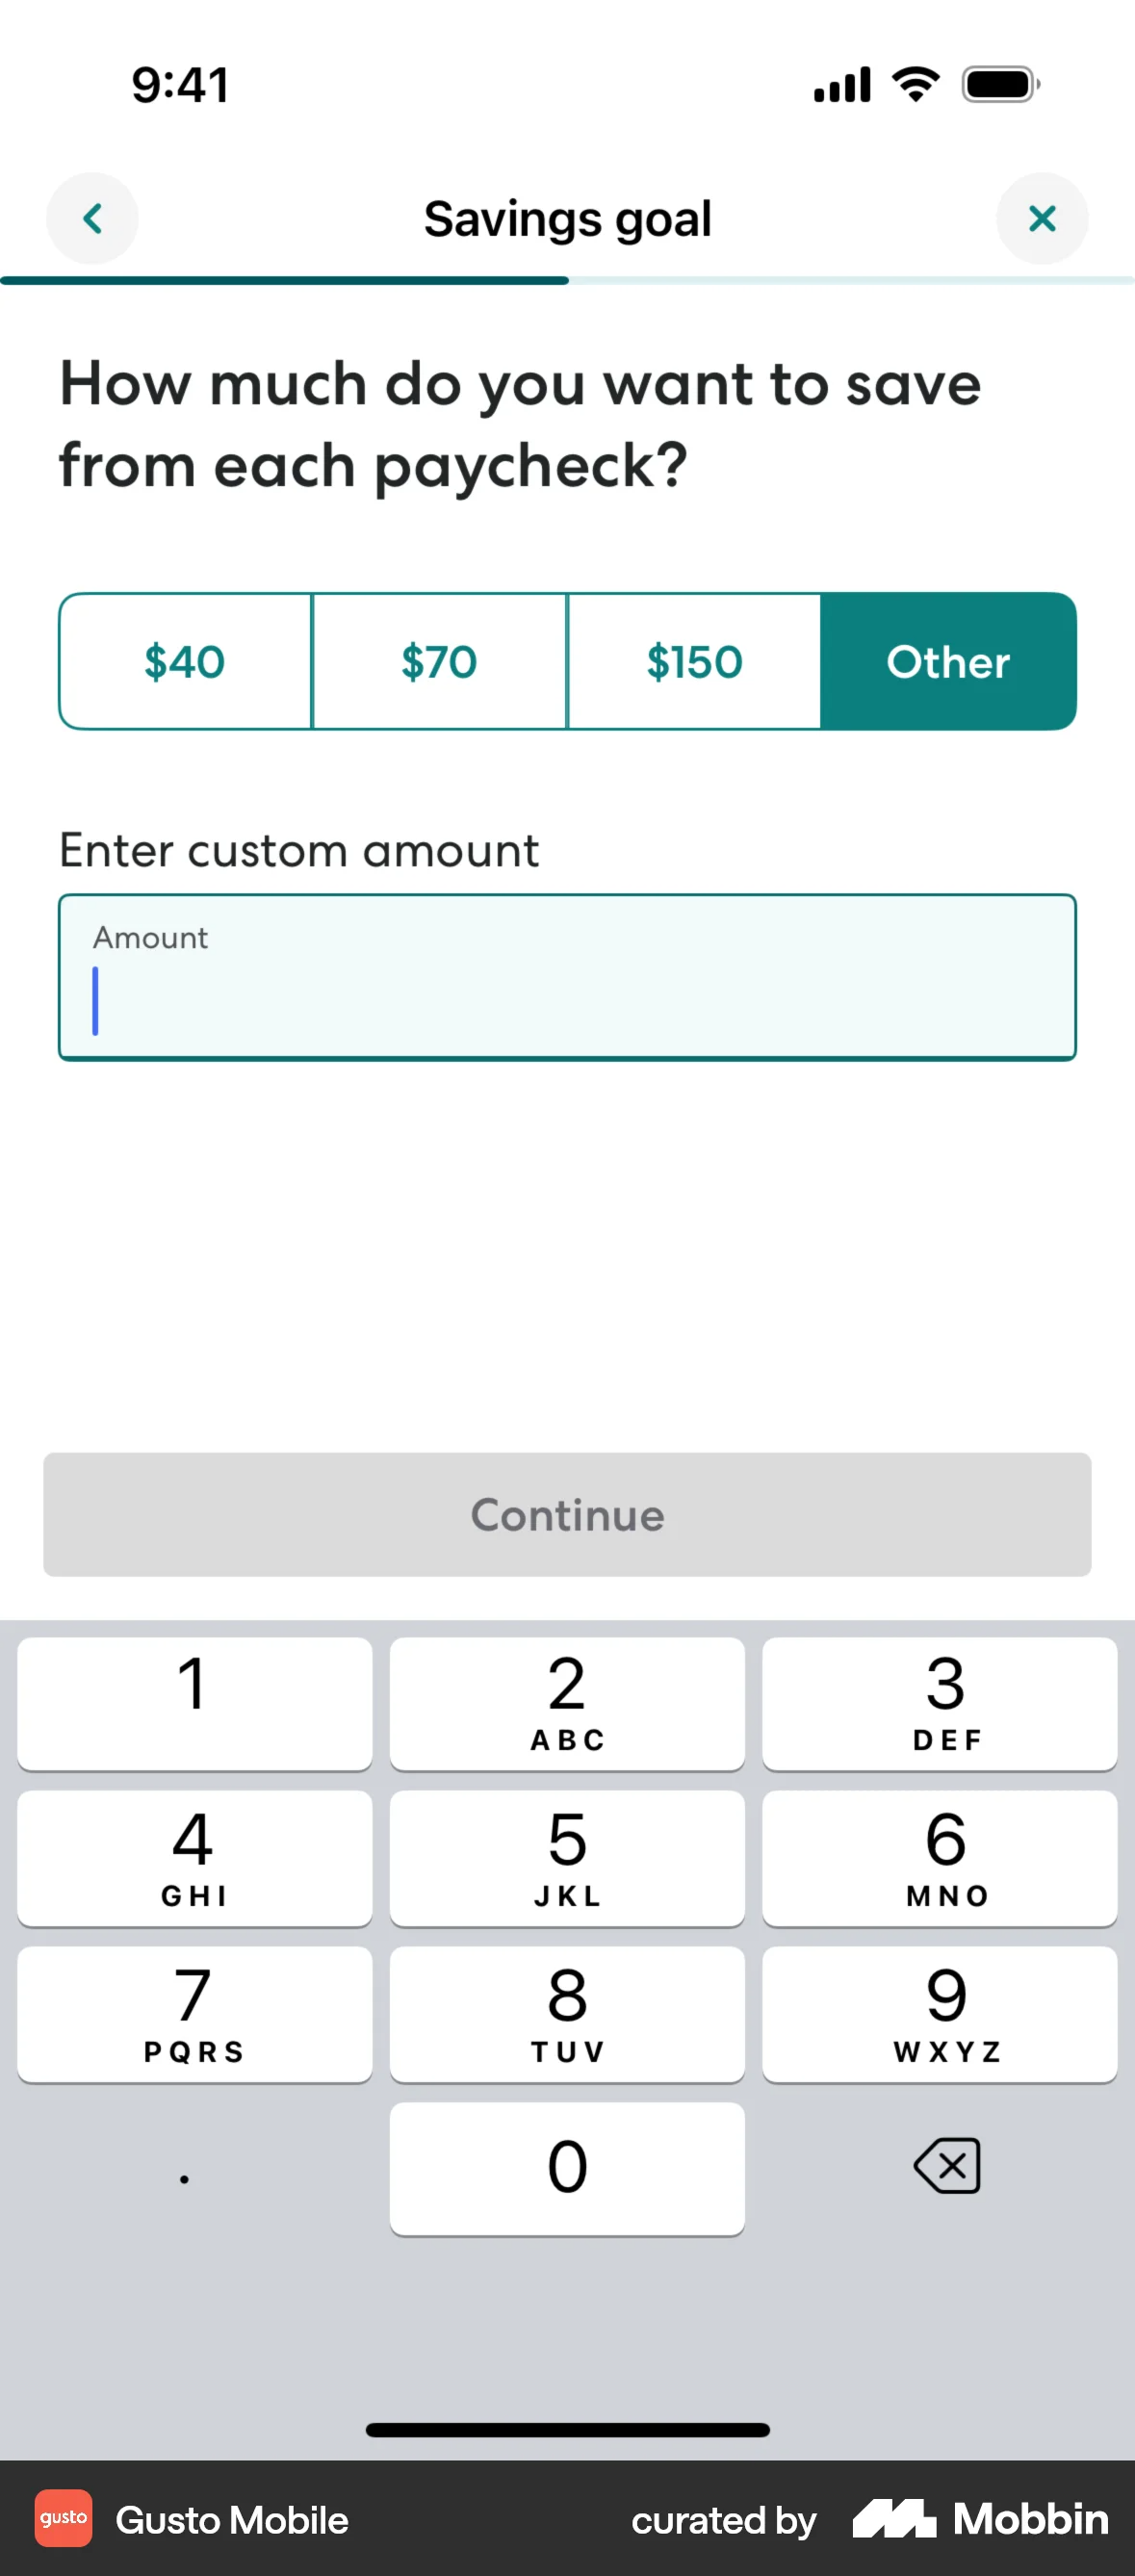 9:41
Savings goal
How much do you want to save
from each paycheck?
$40 $70 $150 Other
Enter custom amount
Amount
Continue
1 2 3
ABC DEF
4 5 6
GHI JKL MNO
7 8 9
PQRS TUV WXYZ
. 0
gusto Gusto Mobile curated by Mobbin